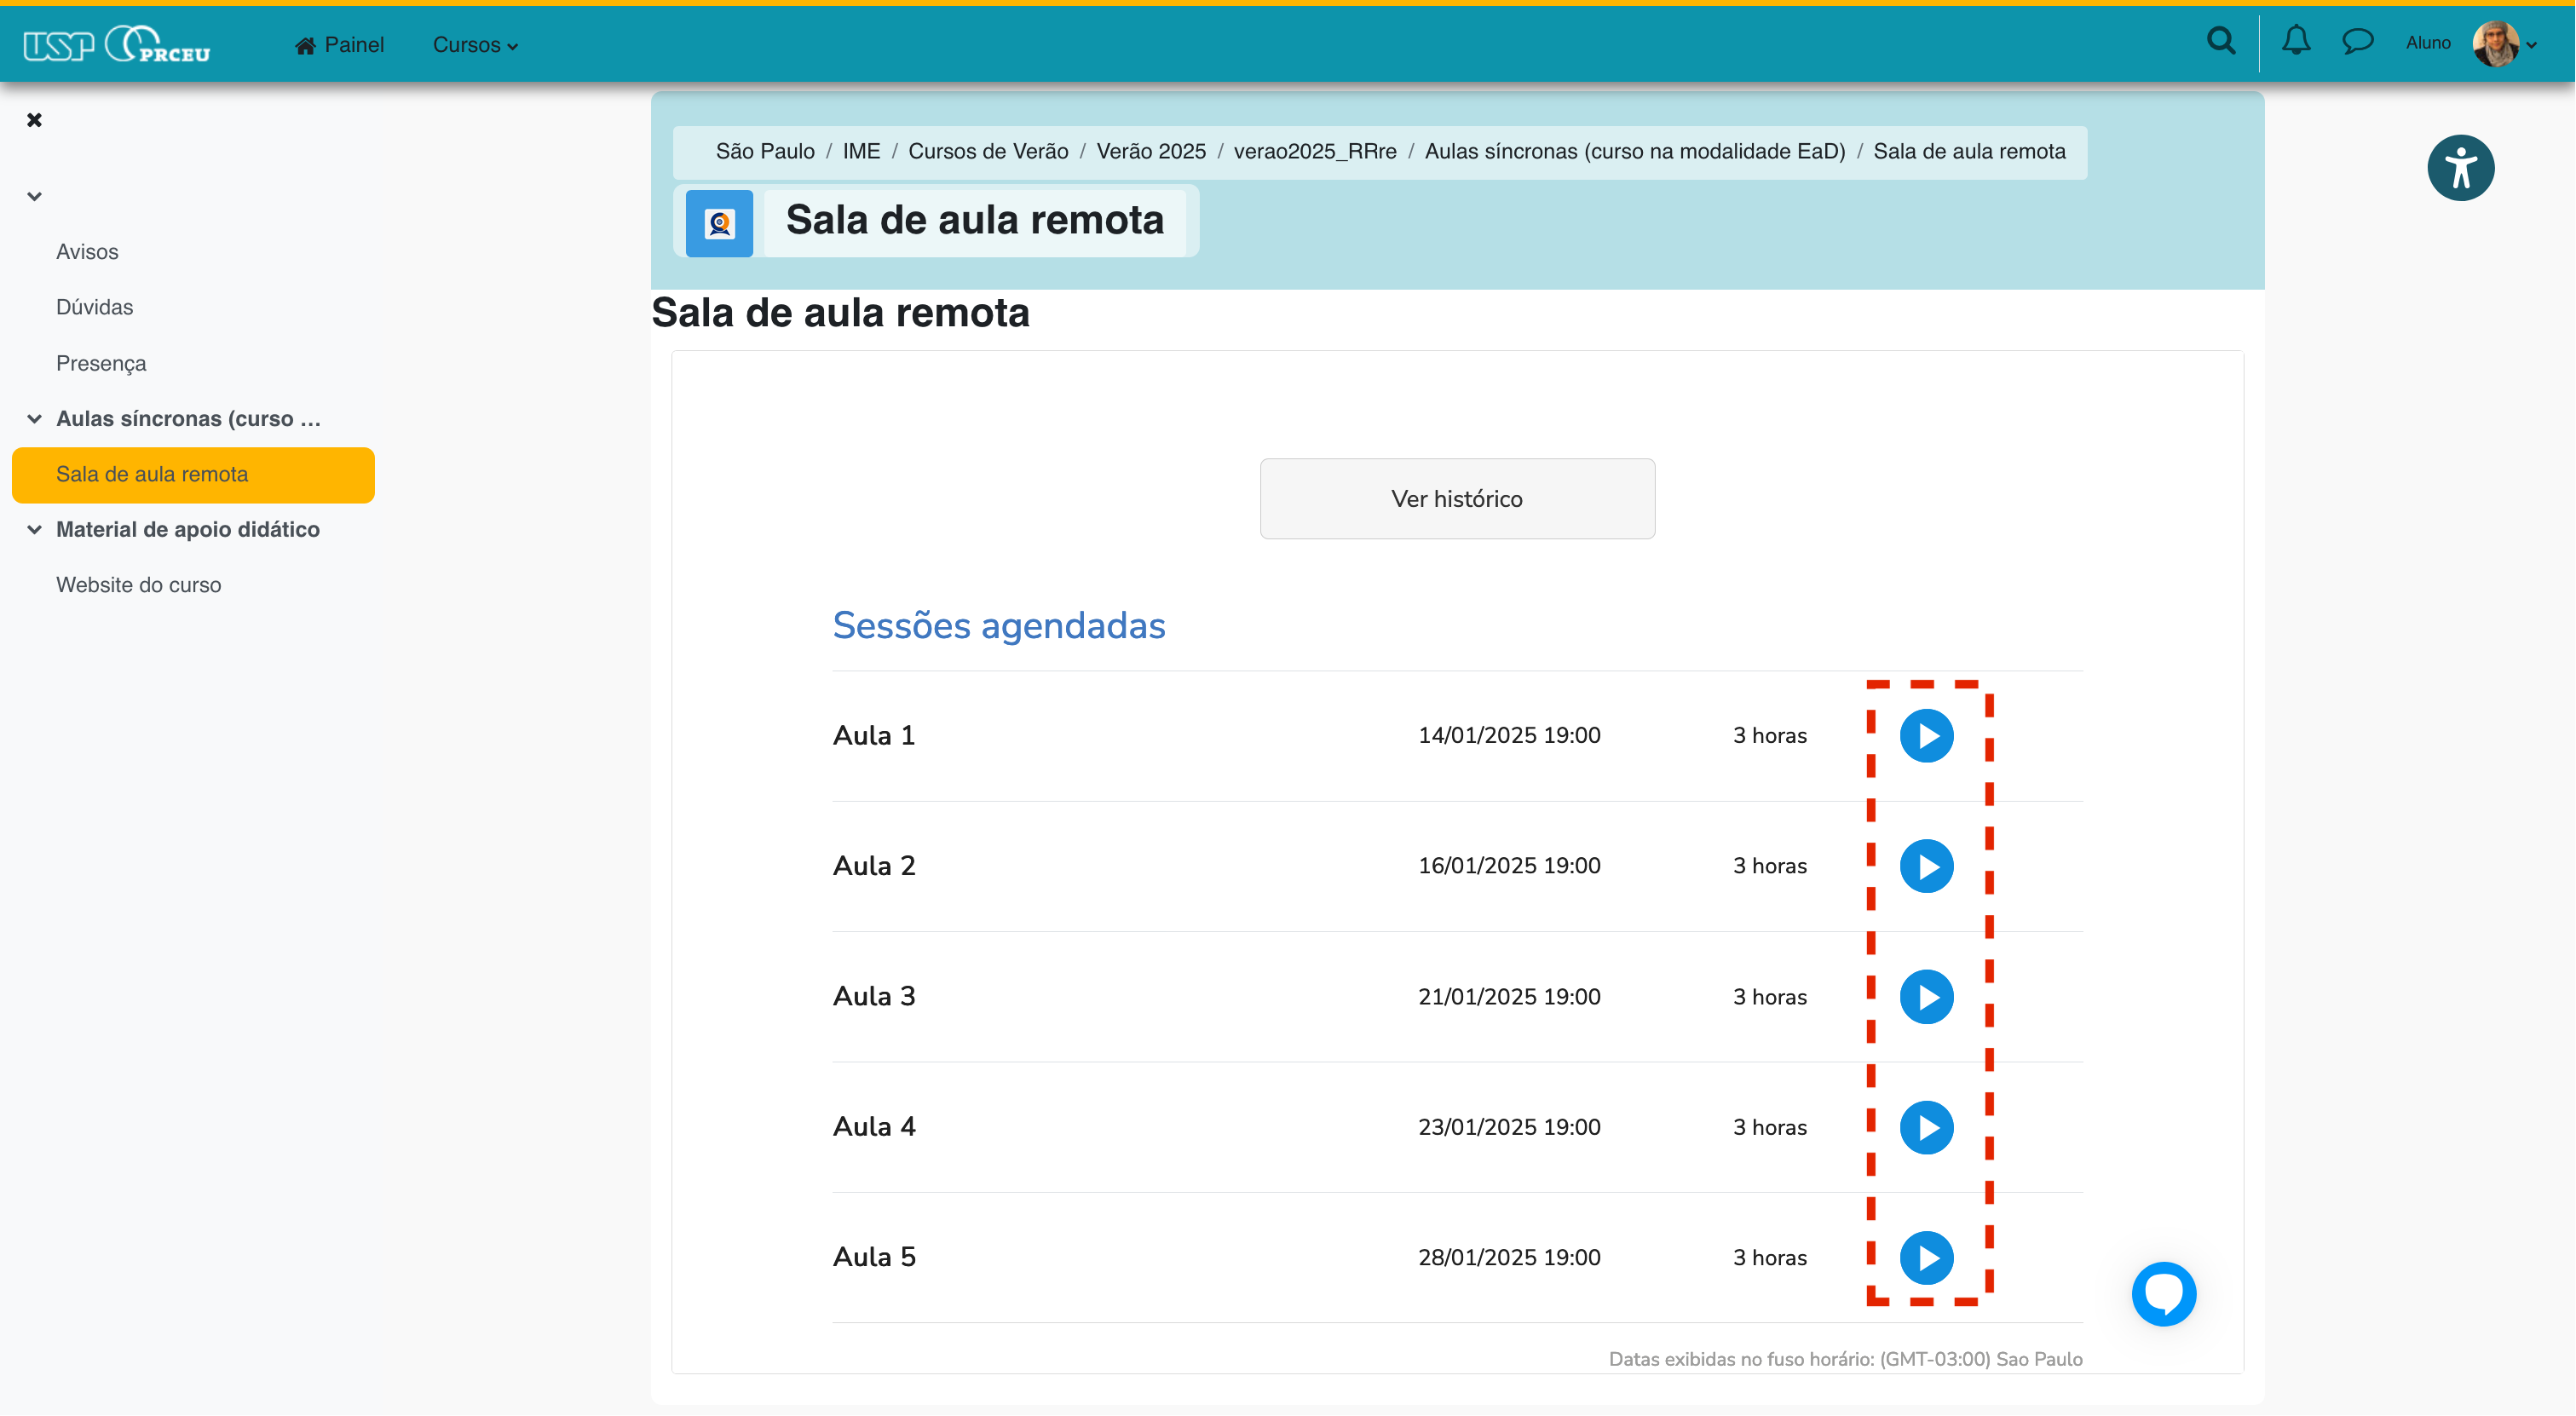 USP PRCEU
Painel
Cursos
Aluno
São Paulo / IME / Cursos de Verão / Verão 2025 / verao2025_RRre / Aulas síncronas (curso na modalidade EaD) / Sala de aula remota
Sala de aula remota
Avisos
Dúvidas
Presença
Aulas síncronas (curso ...
Sala de aula remota
Material de apoio didático
Website do curso
Sala de aula remota
Ver histórico
Sessões agendadas
Aula 1 14/01/2025 19:00 3 horas
Aula 2 16/01/2025 19:00 3 horas
Aula 3 21/01/2025 19:00 3 horas
Aula 4 23/01/2025 19:00 3 horas
Aula 5 28/01/2025 19:00 3 horas
Datas exibidas no fuso horário: (GMT-03:00) Sao Paulo